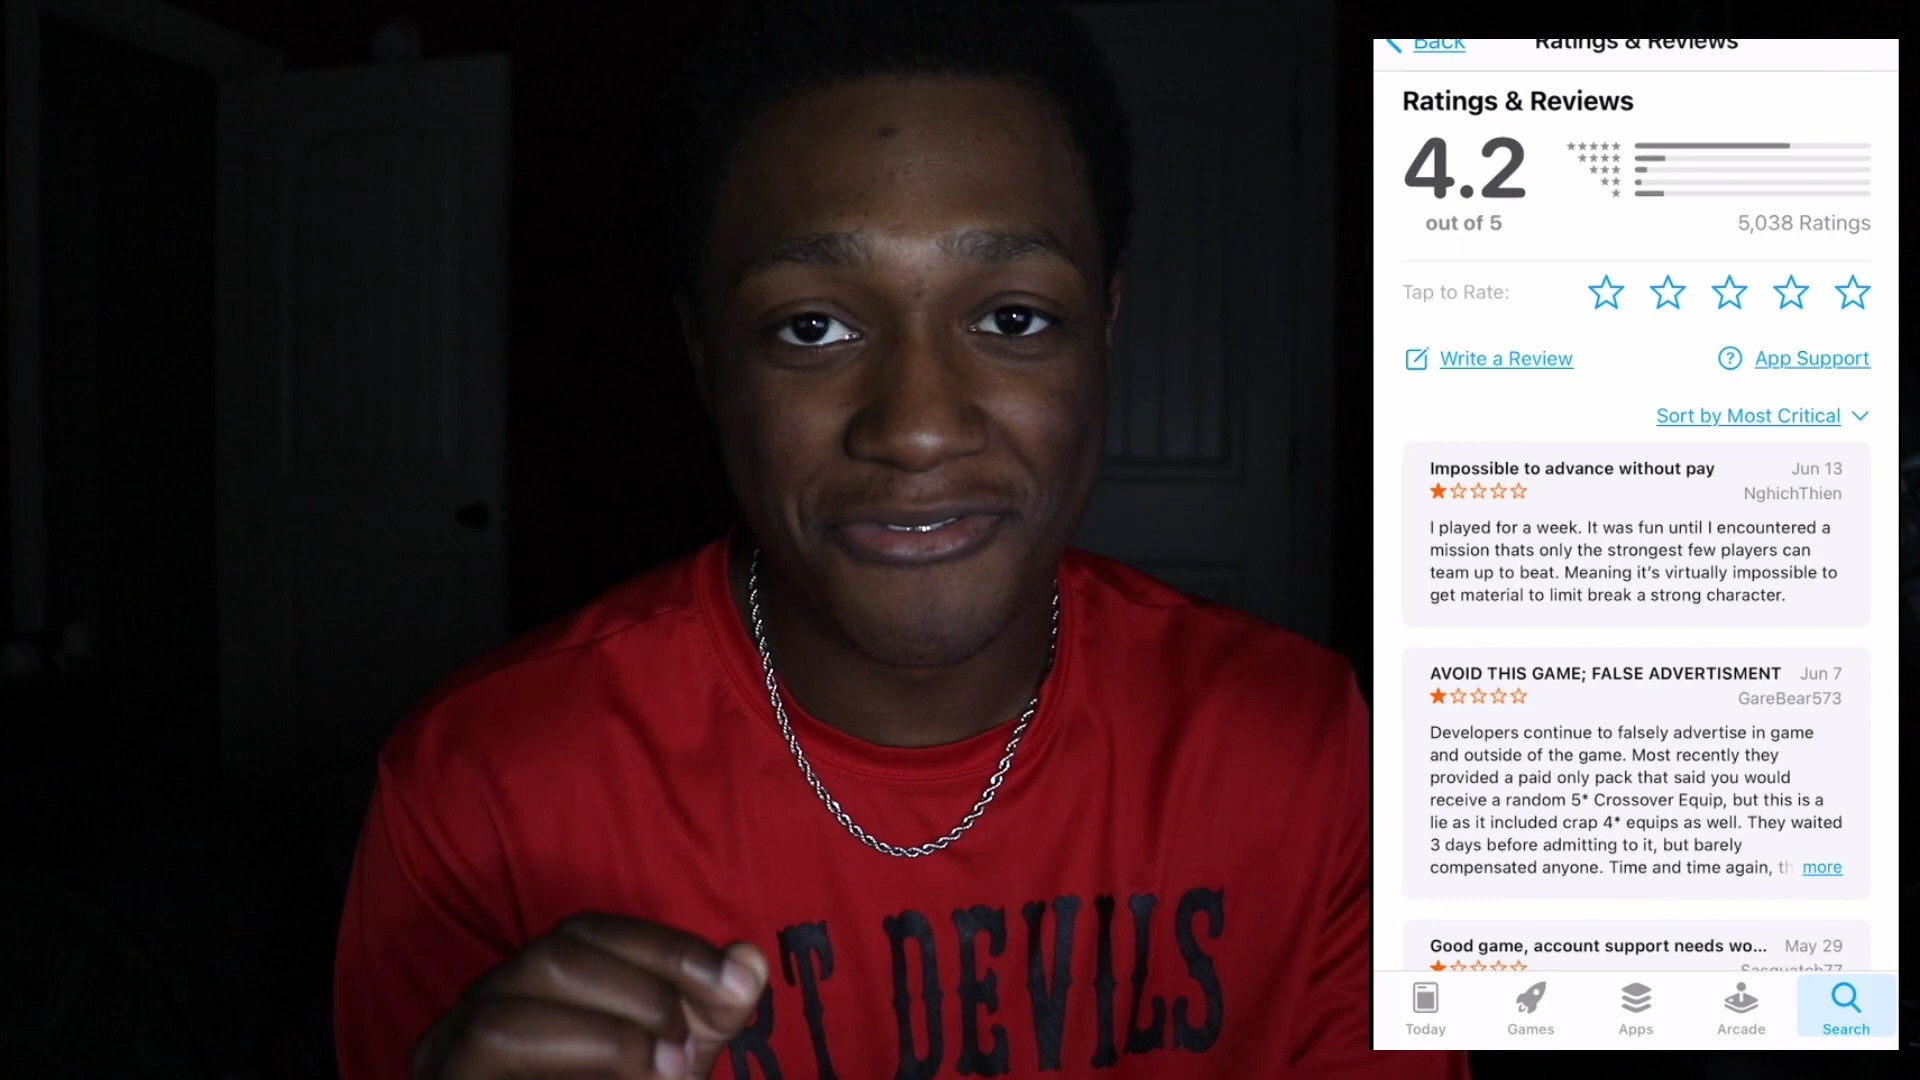 Back Ratings & Reviews
Ratings & Reviews
4.2
out of 5
5,038 Ratings
Tap to Rate:
Write a Review
App Support
Sort by Most Critical
Impossible to advance without pay
Jun 13
NghichThien
I played for a week. It was fun until I encountered a
mission thats only the strongest few players can
team up to beat. Meaning it's virtually impossible to
get material to limit break a strong character.
AVOID THIS GAME; FALSE ADVERTISMENT
Jun 7
GareBear573
Developers continue to falsely advertise in game
and outside of the game. Most recently they
provided a paid only pack that said you would
receive a random 5* Crossover Equip, but this is a
lie as it included crap 4* equips as well. They waited
3 days before admitting to it, but barely
compensated anyone. Time and time again, th more
Good game, account support needs wo...
May 29
Sasquatch77
Today
Games
Apps
Arcade
Search
RT DEVILS